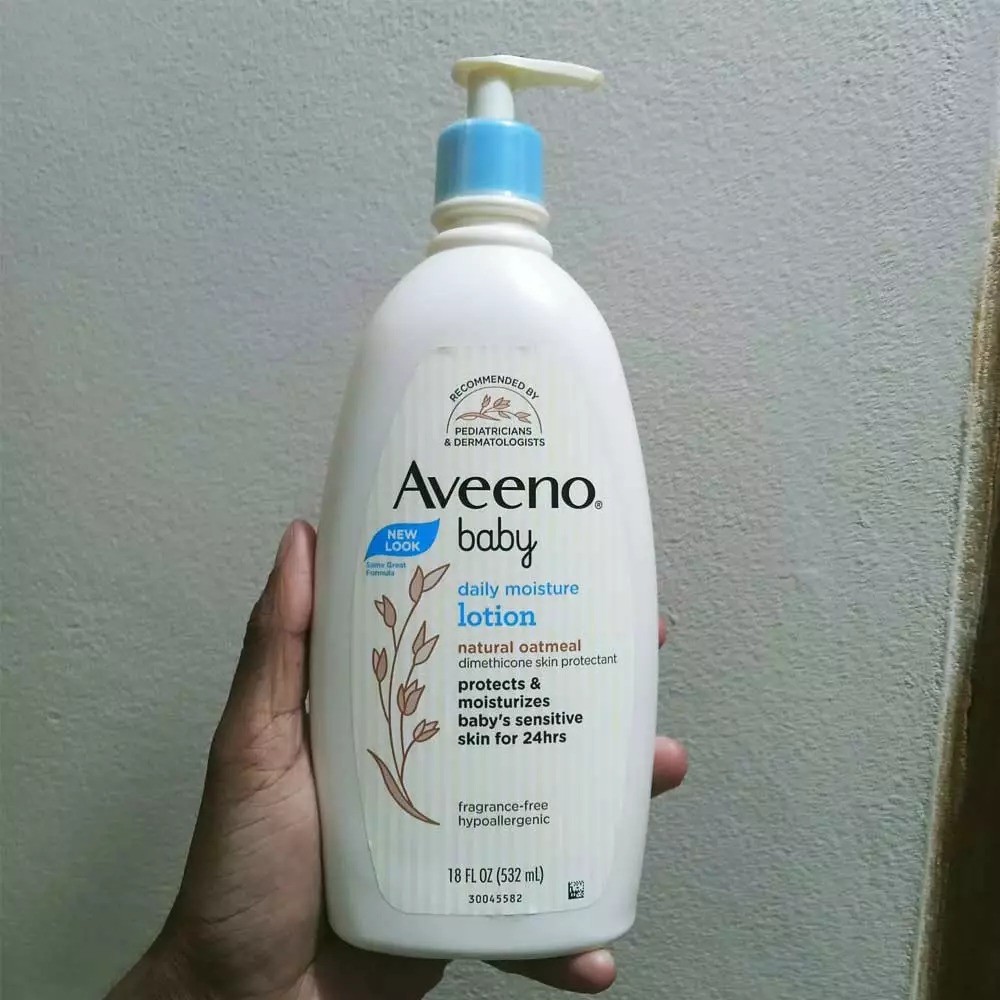 RECOMMENDED BY
PEDIATRICIANS
& DERMATOLOGISTS
Aveeno®
baby
NEW
LOOK
Same Great
Formula
daily moisture
lotion
natural oatmeal
dimethicone skin protectant
protects &
moisturizes
baby's sensitive
skin for 24hrs
fragrance-free
hypoallergenic
18 FL OZ (532 mL)
30045582